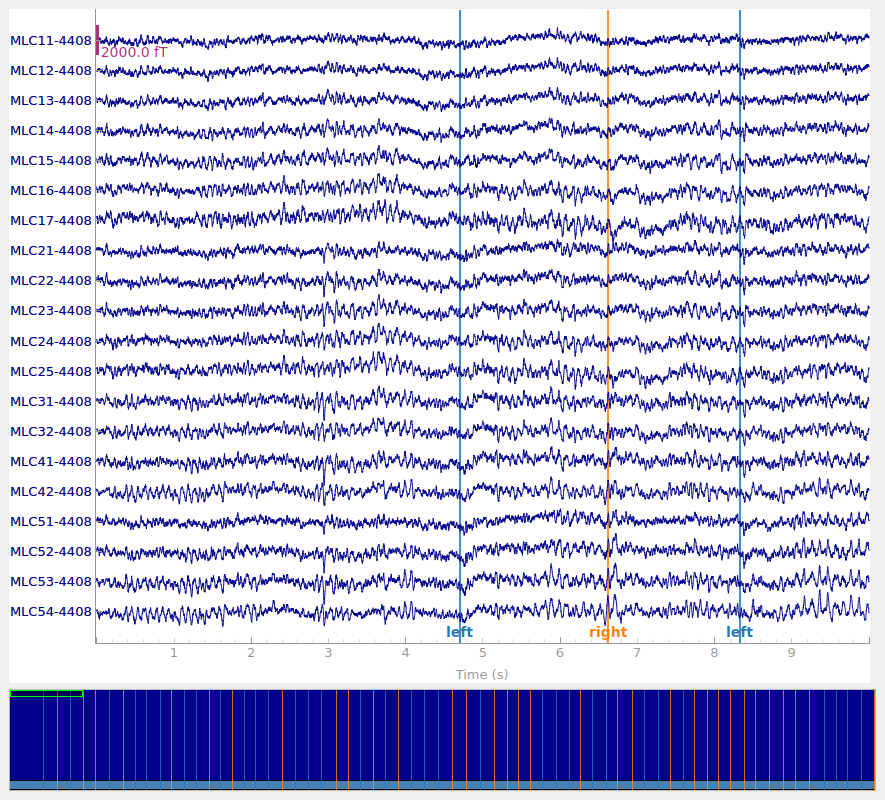 MLC11-4408
2000.0 fT
MLC12-4408
MLC13-4408
MLC14-4408
MLC15-4408
MLC16-4408
MLC17-4408
MLC21-4408
MLC22-4408
MLC23-4408
MLC24-4408
MLC25-4408
MLC31-4408
MLC32-4408
MLC41-4408
MLC42-4408
MLC51-4408
MLC52-4408
MLC53-4408
MLC54-4408
left right left
1 2 3 4 5 6 7 8 9
Time (s)